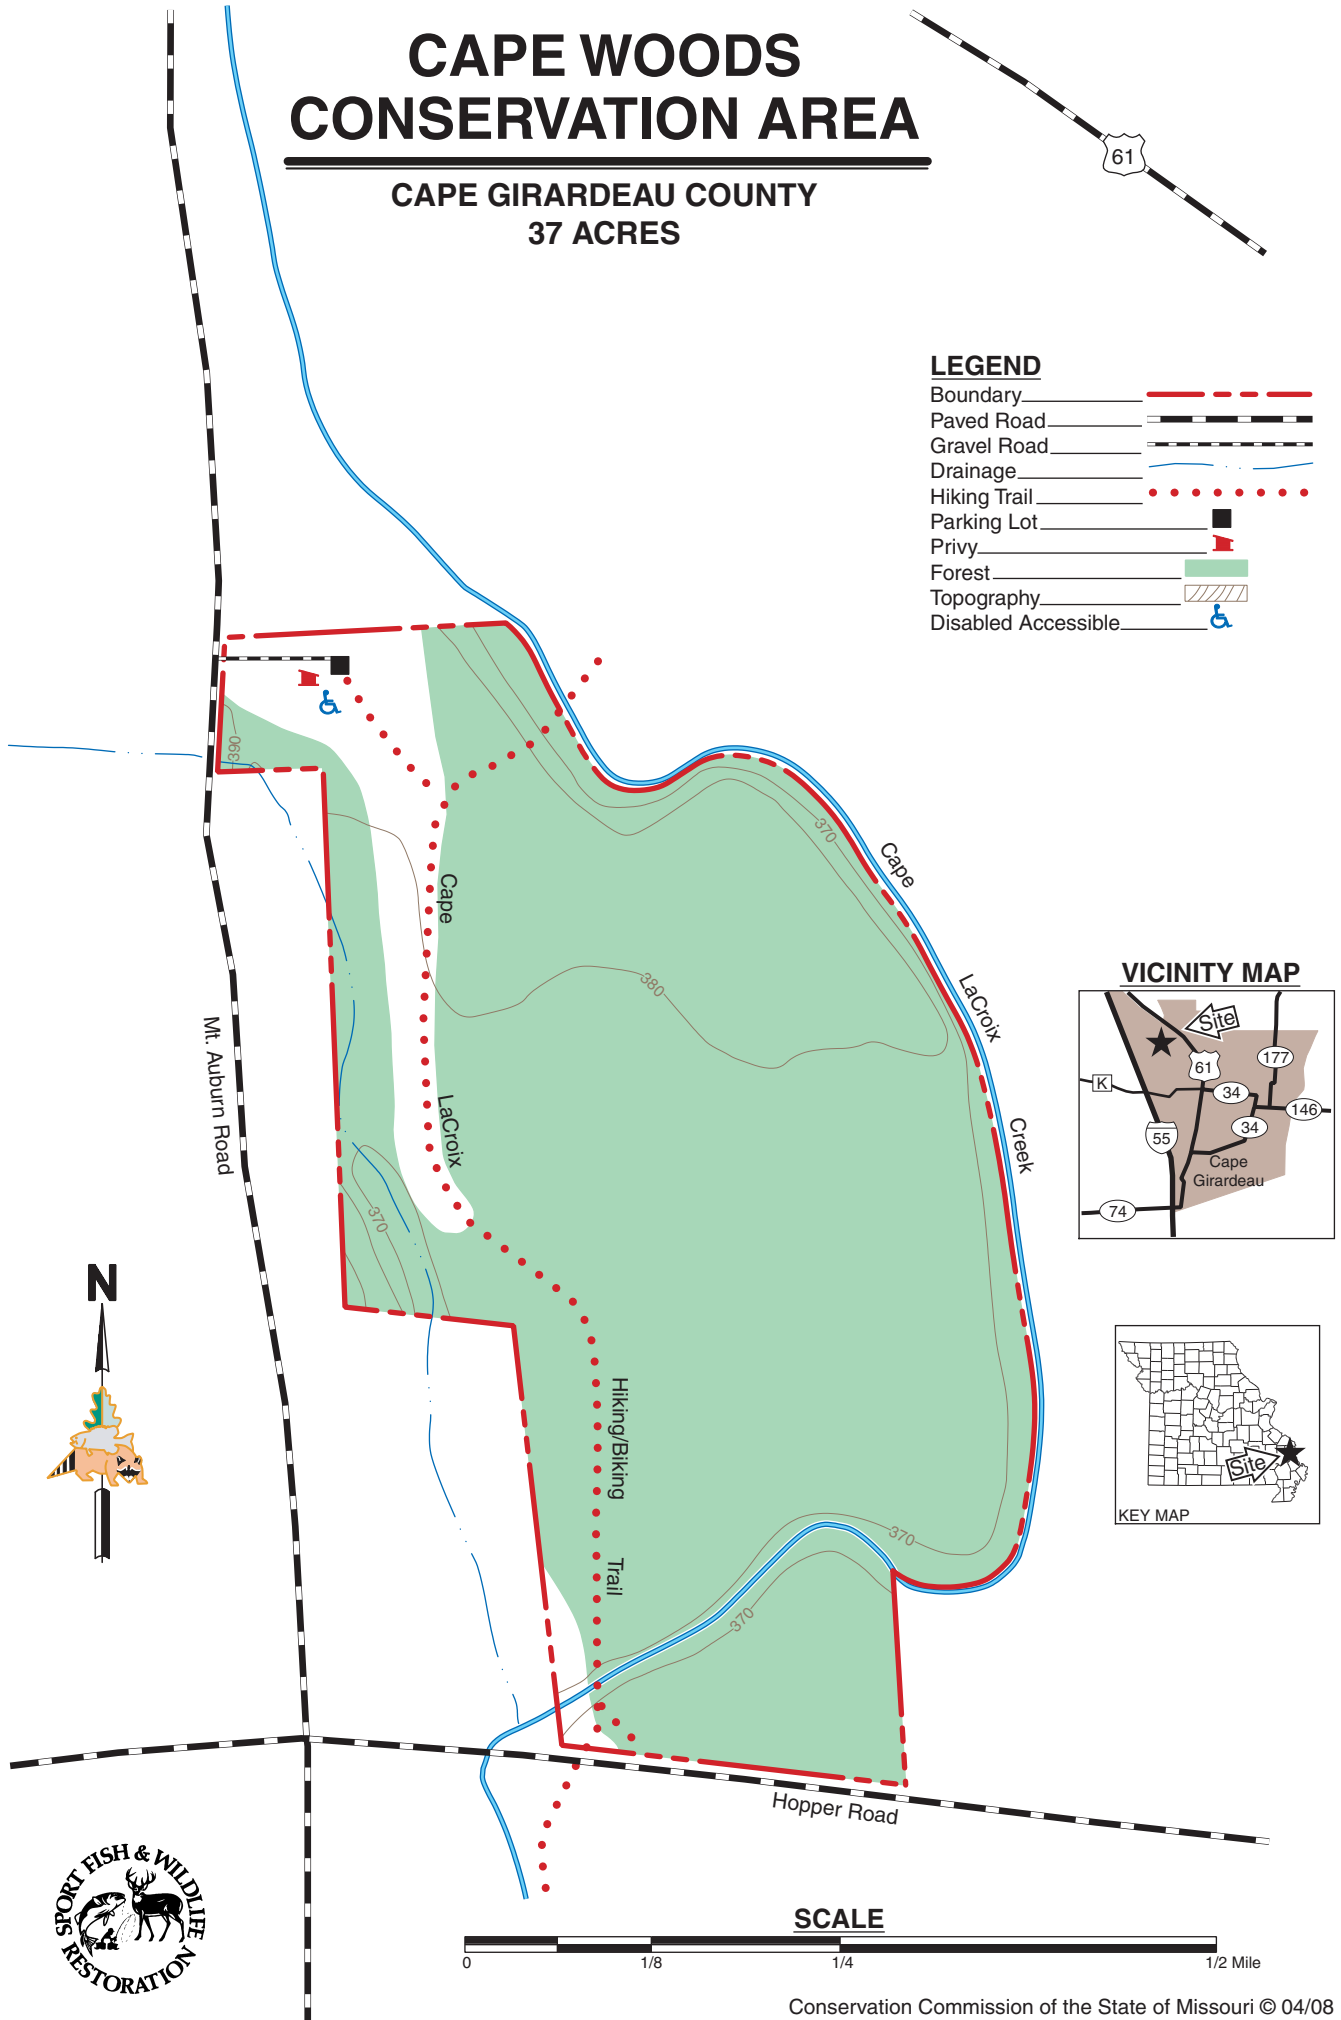 CAPE WOODS
CONSERVATION AREA
CAPE GIRARDEAU COUNTY
37 ACRES
61
LEGEND
Boundary
Paved Road
Gravel Road
Drainage
Hiking Trail
Parking Lot
Privy
Forest
Topography
Disabled Accessible
390
370
Cape
Cape
380
LaCroix
VICINITY MAP
Site
61
177
K
34
146
34
55
Cape
Girardeau
74
Mt. Auburn Road
LaCroix
Creek
370
N
Hiking/Biking
Site
KEY MAP
370
Trail
370
Hopper Road
SPORT FISH & WILDLIFE
RESTORATION
SCALE
0 1/8 1/4 1/2 Mile
Conservation Commission of the State of Missouri © 04/08